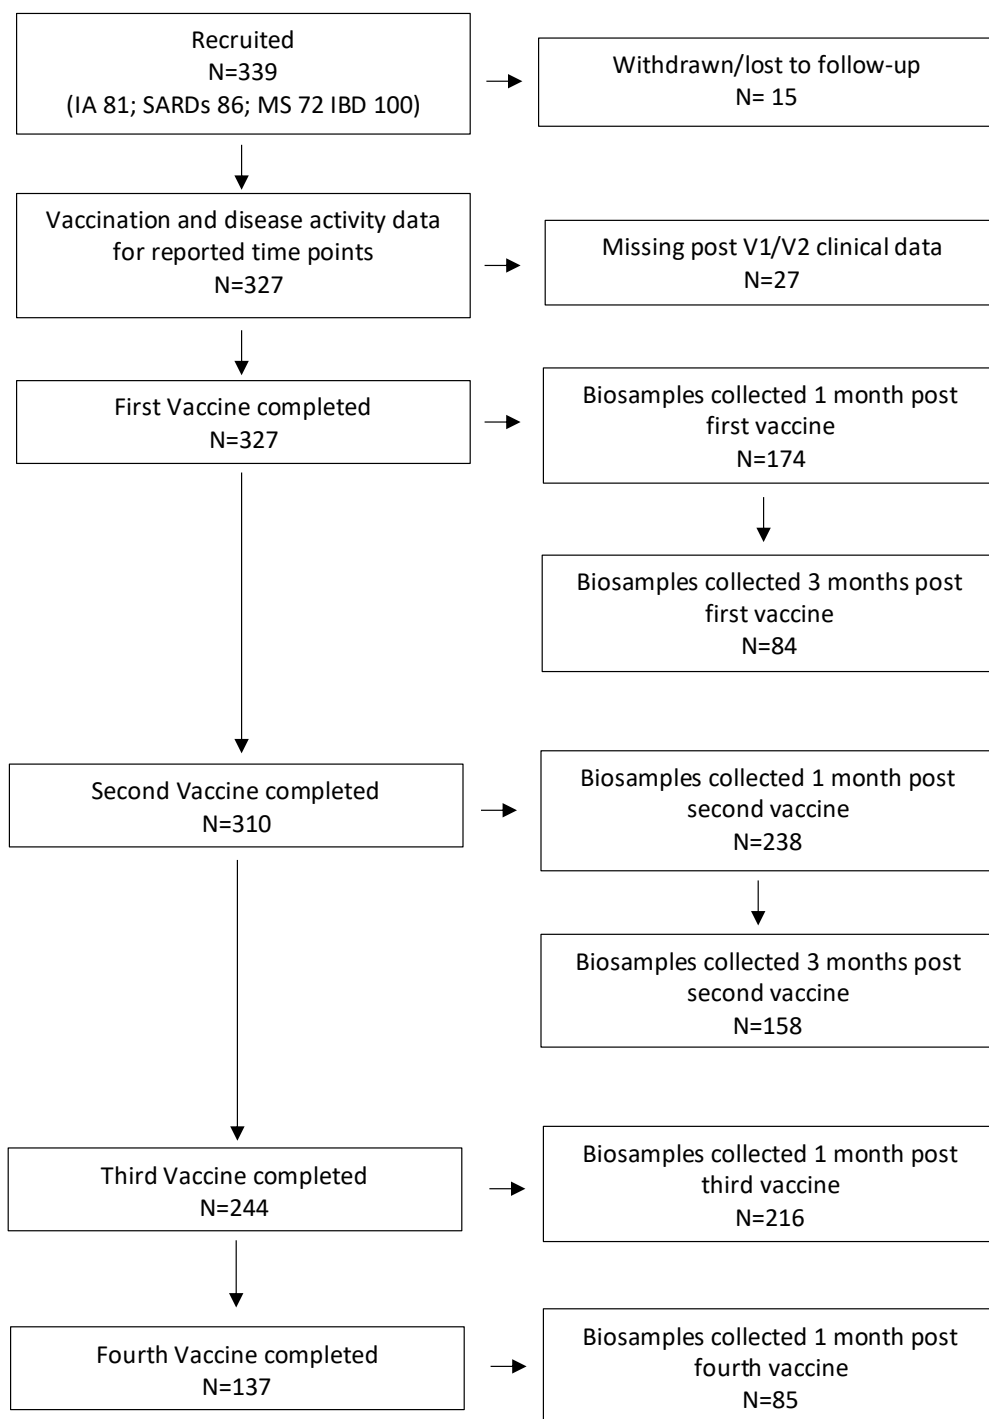 Recruited
N=339
(IA 81; SARDs 86; MS 72 IBD 100)
Withdrawn/lost to follow-up
N= 15
Vaccination and disease activity data
for reported time points
N=327
Missing post V1/V2 clinical data
N=27
First Vaccine completed
N=327
Biosamples collected 1 month post
first vaccine
N=174
Biosamples collected 3 months post
first vaccine
N=84
Second Vaccine completed
N=310
Biosamples collected 1 month post
second vaccine
N=238
Biosamples collected 3 months post
second vaccine
N=158
Third Vaccine completed
N=244
Biosamples collected 1 month post
third vaccine
N=216
Fourth Vaccine completed
N=137
Biosamples collected 1 month post
fourth vaccine
N=85